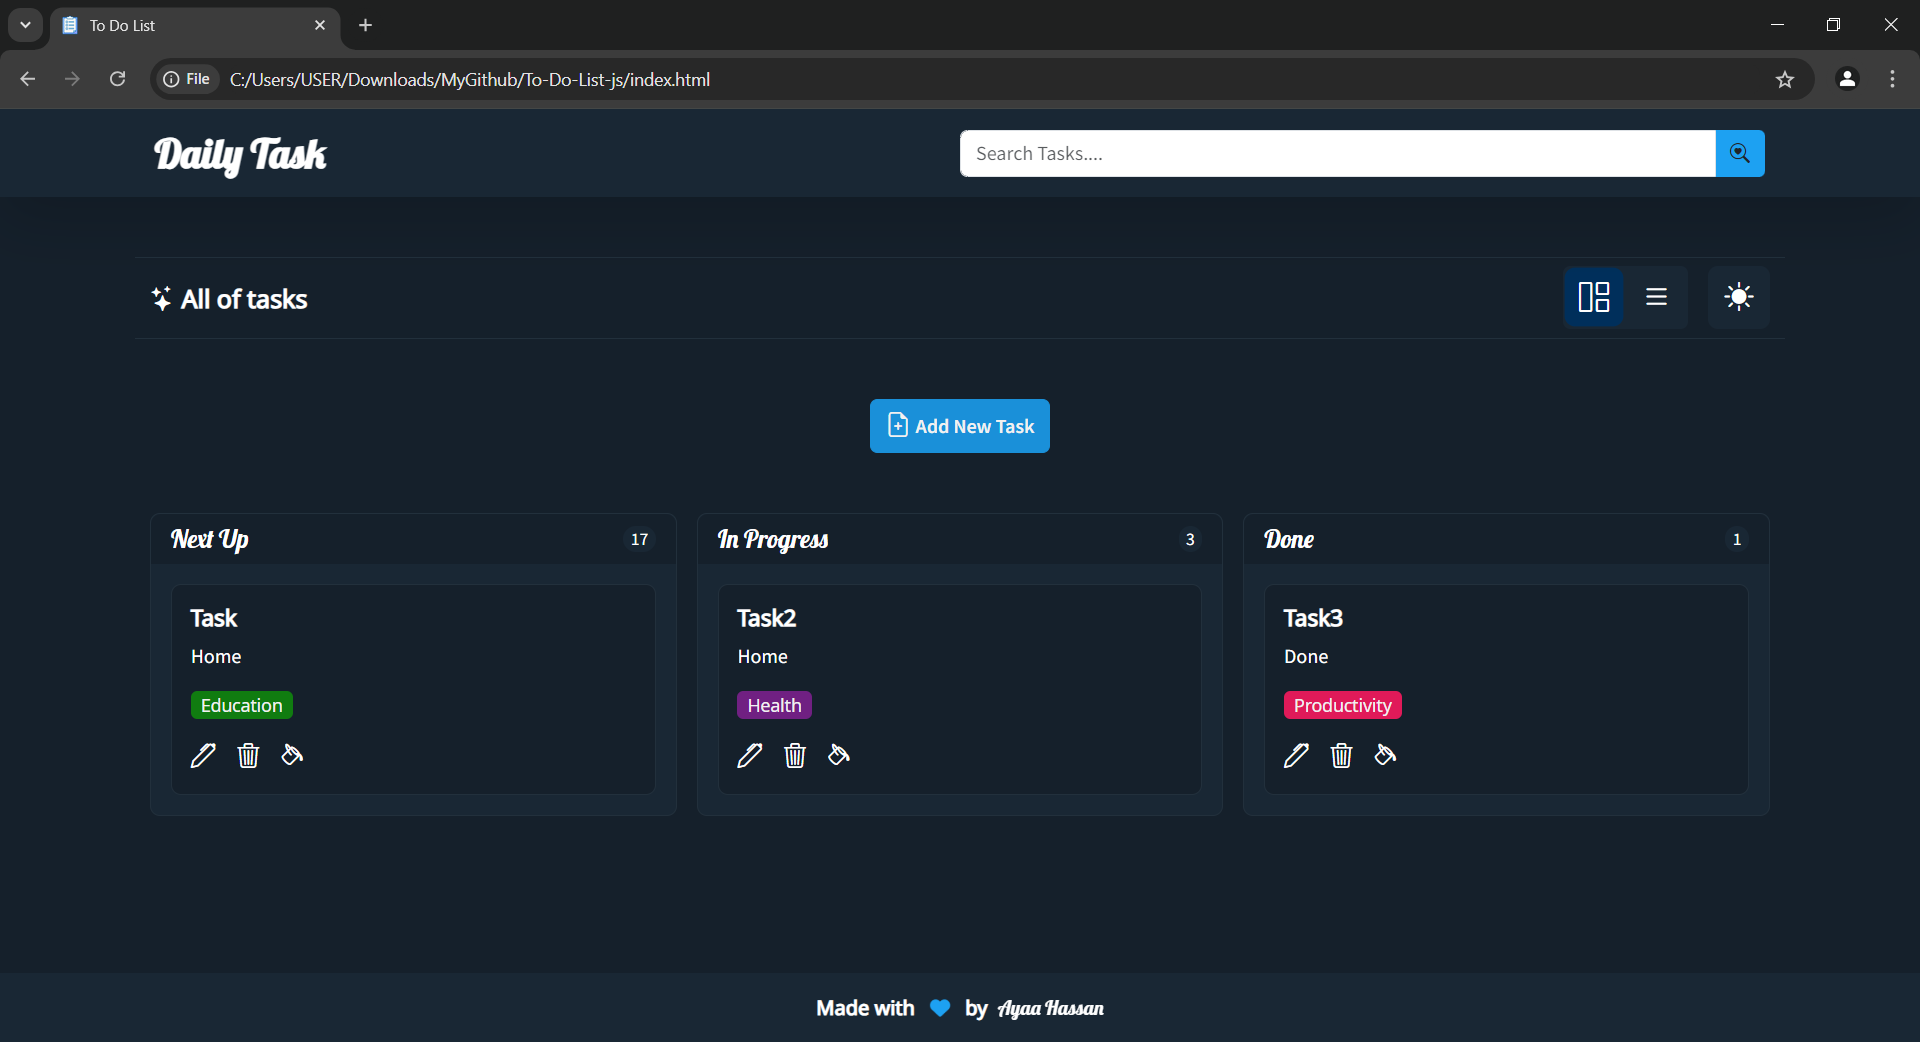 To Do List
File C:/Users/USER/Downloads/MyGithub/To-Do-List-js/index.html
Daily Task
Search Tasks....
All of tasks
Add New Task
Next Up 17
Task
Home
Education
In Progress 3
Task2
Home
Health
Done 1
Task3
Done
Productivity
Made with by Ayaa Hassan